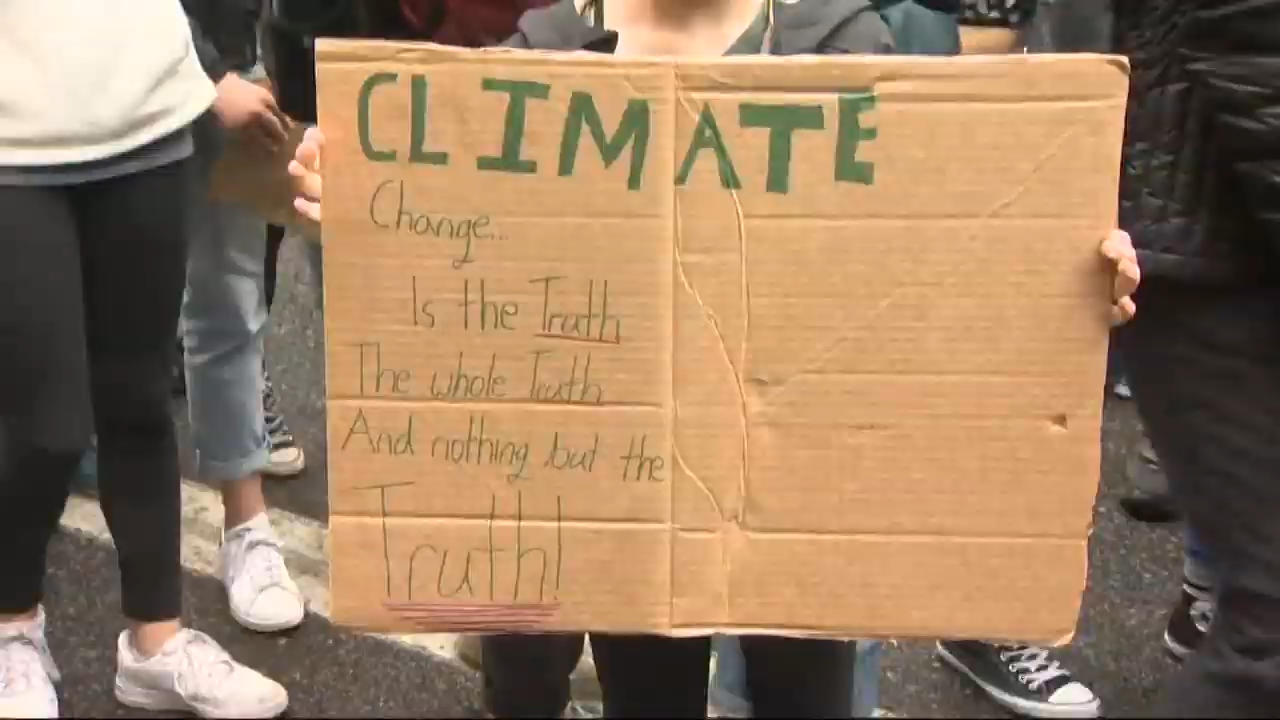 CLIMATE
Change...
Is the Truth
The whole Truth
And nothing but the
Truth!